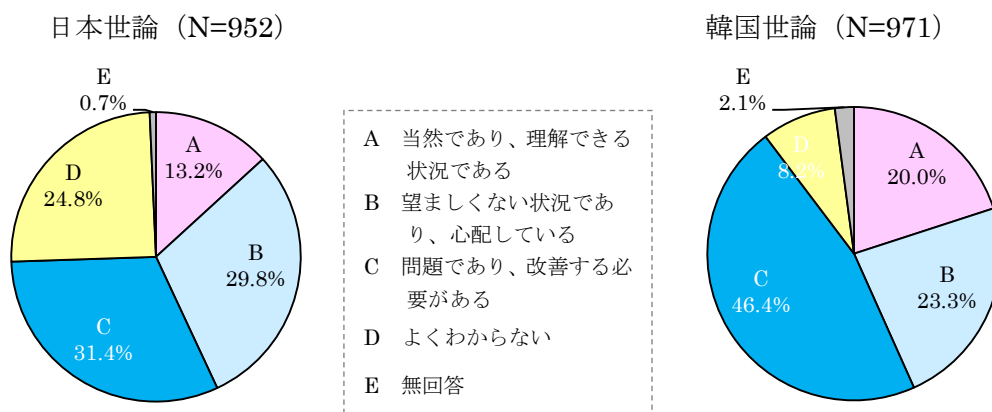 日本世論（N=952）
E
0.7%
A
13.2%
B
29.8%
C
31.4%
D
24.8%
A 当然であり、理解できる
状況である
B 望ましくない状況であ
り、心配している
C 問題であり、改善する必
要がある
D よくわからない
E 無回答
韓国世論（N=971）
E
2.1%
A
20.0%
B
23.3%
C
46.4%
D
8.2%